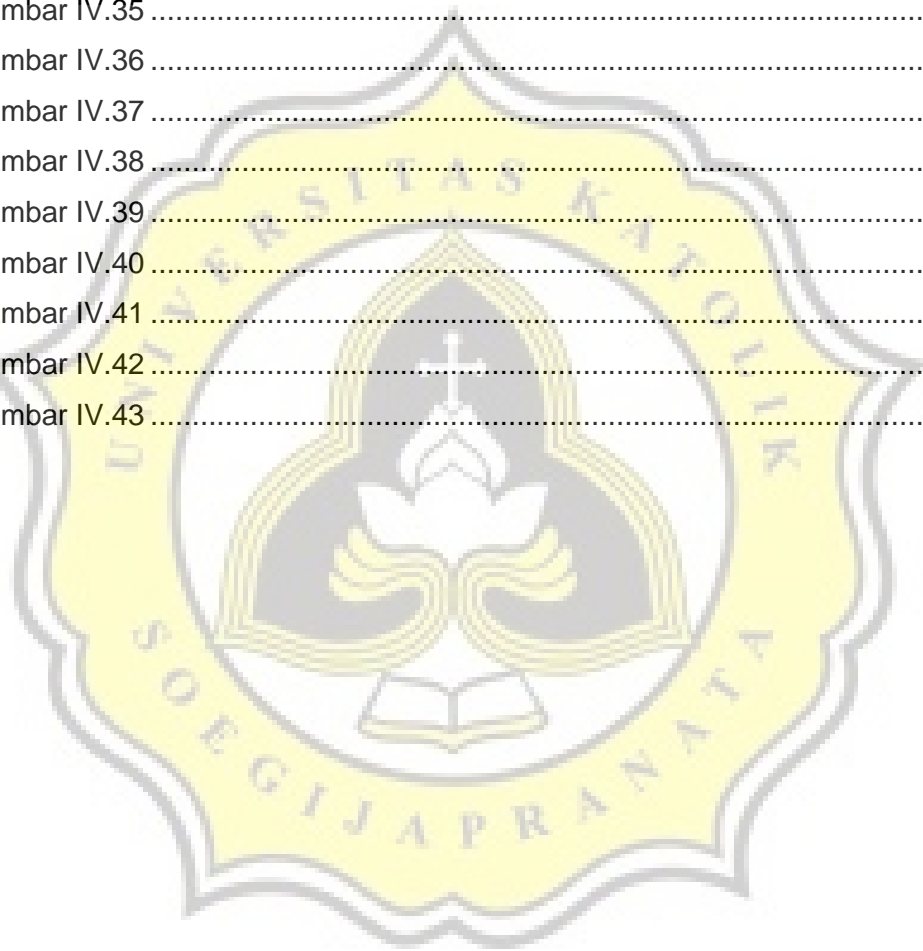 mbar IV.35 ................................................................................
mbar IV.36 ................................................................................
mbar IV.37 ................................................................................
mbar IV.38 ................................................................................
mbar IV.39 ................................................................................
mbar IV.40 ................................................................................
mbar IV.41 ................................................................................
mbar IV.42 ................................................................................
mbar IV.43 ................................................................................
UNIVERSITAS KATOLIK
SOEGIJAPRANATA